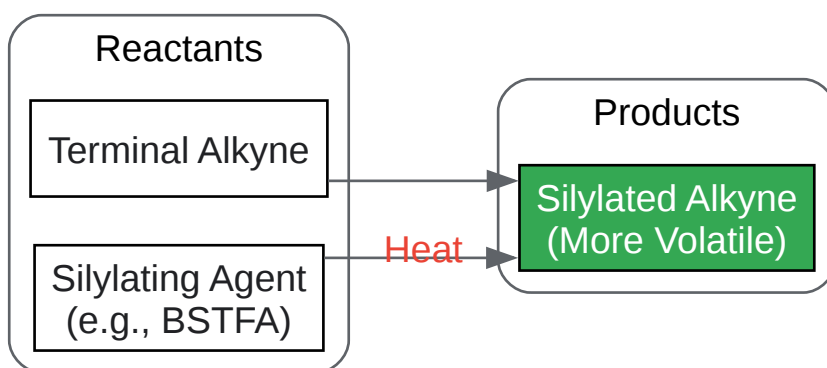 Reactants
Terminal Alkyne
Silylating Agent
(e.g., BSTFA)
Heat
Products
Silylated Alkyne
(More Volatile)